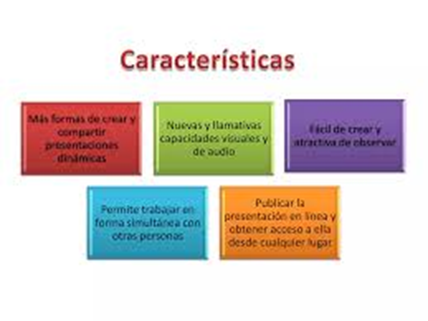 Características
Más formas de crear y
compartir
presentaciones
dinámicas
Nuevas y llamativas
capacidades visuales y
de audio
Fácil de crear y
atractiva de observar
Permite trabajar en
forma simultánea con
otras personas
Publicar la
presentación en línea y
obtener acceso a ella
desde cualquier lugar